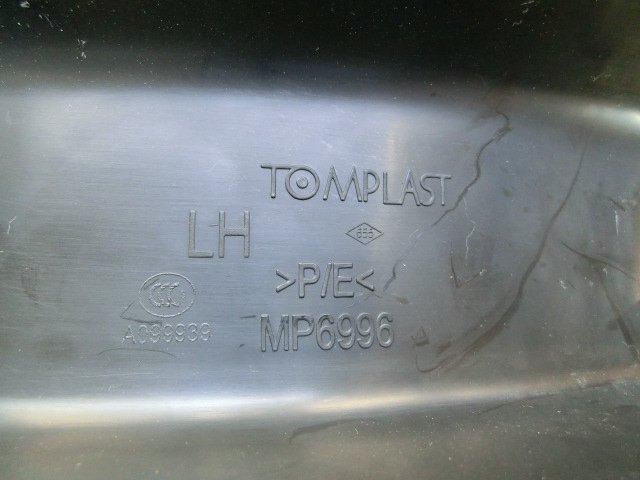 TOMPLAST
LH
>P/E<
CCC
A099939
MP6996